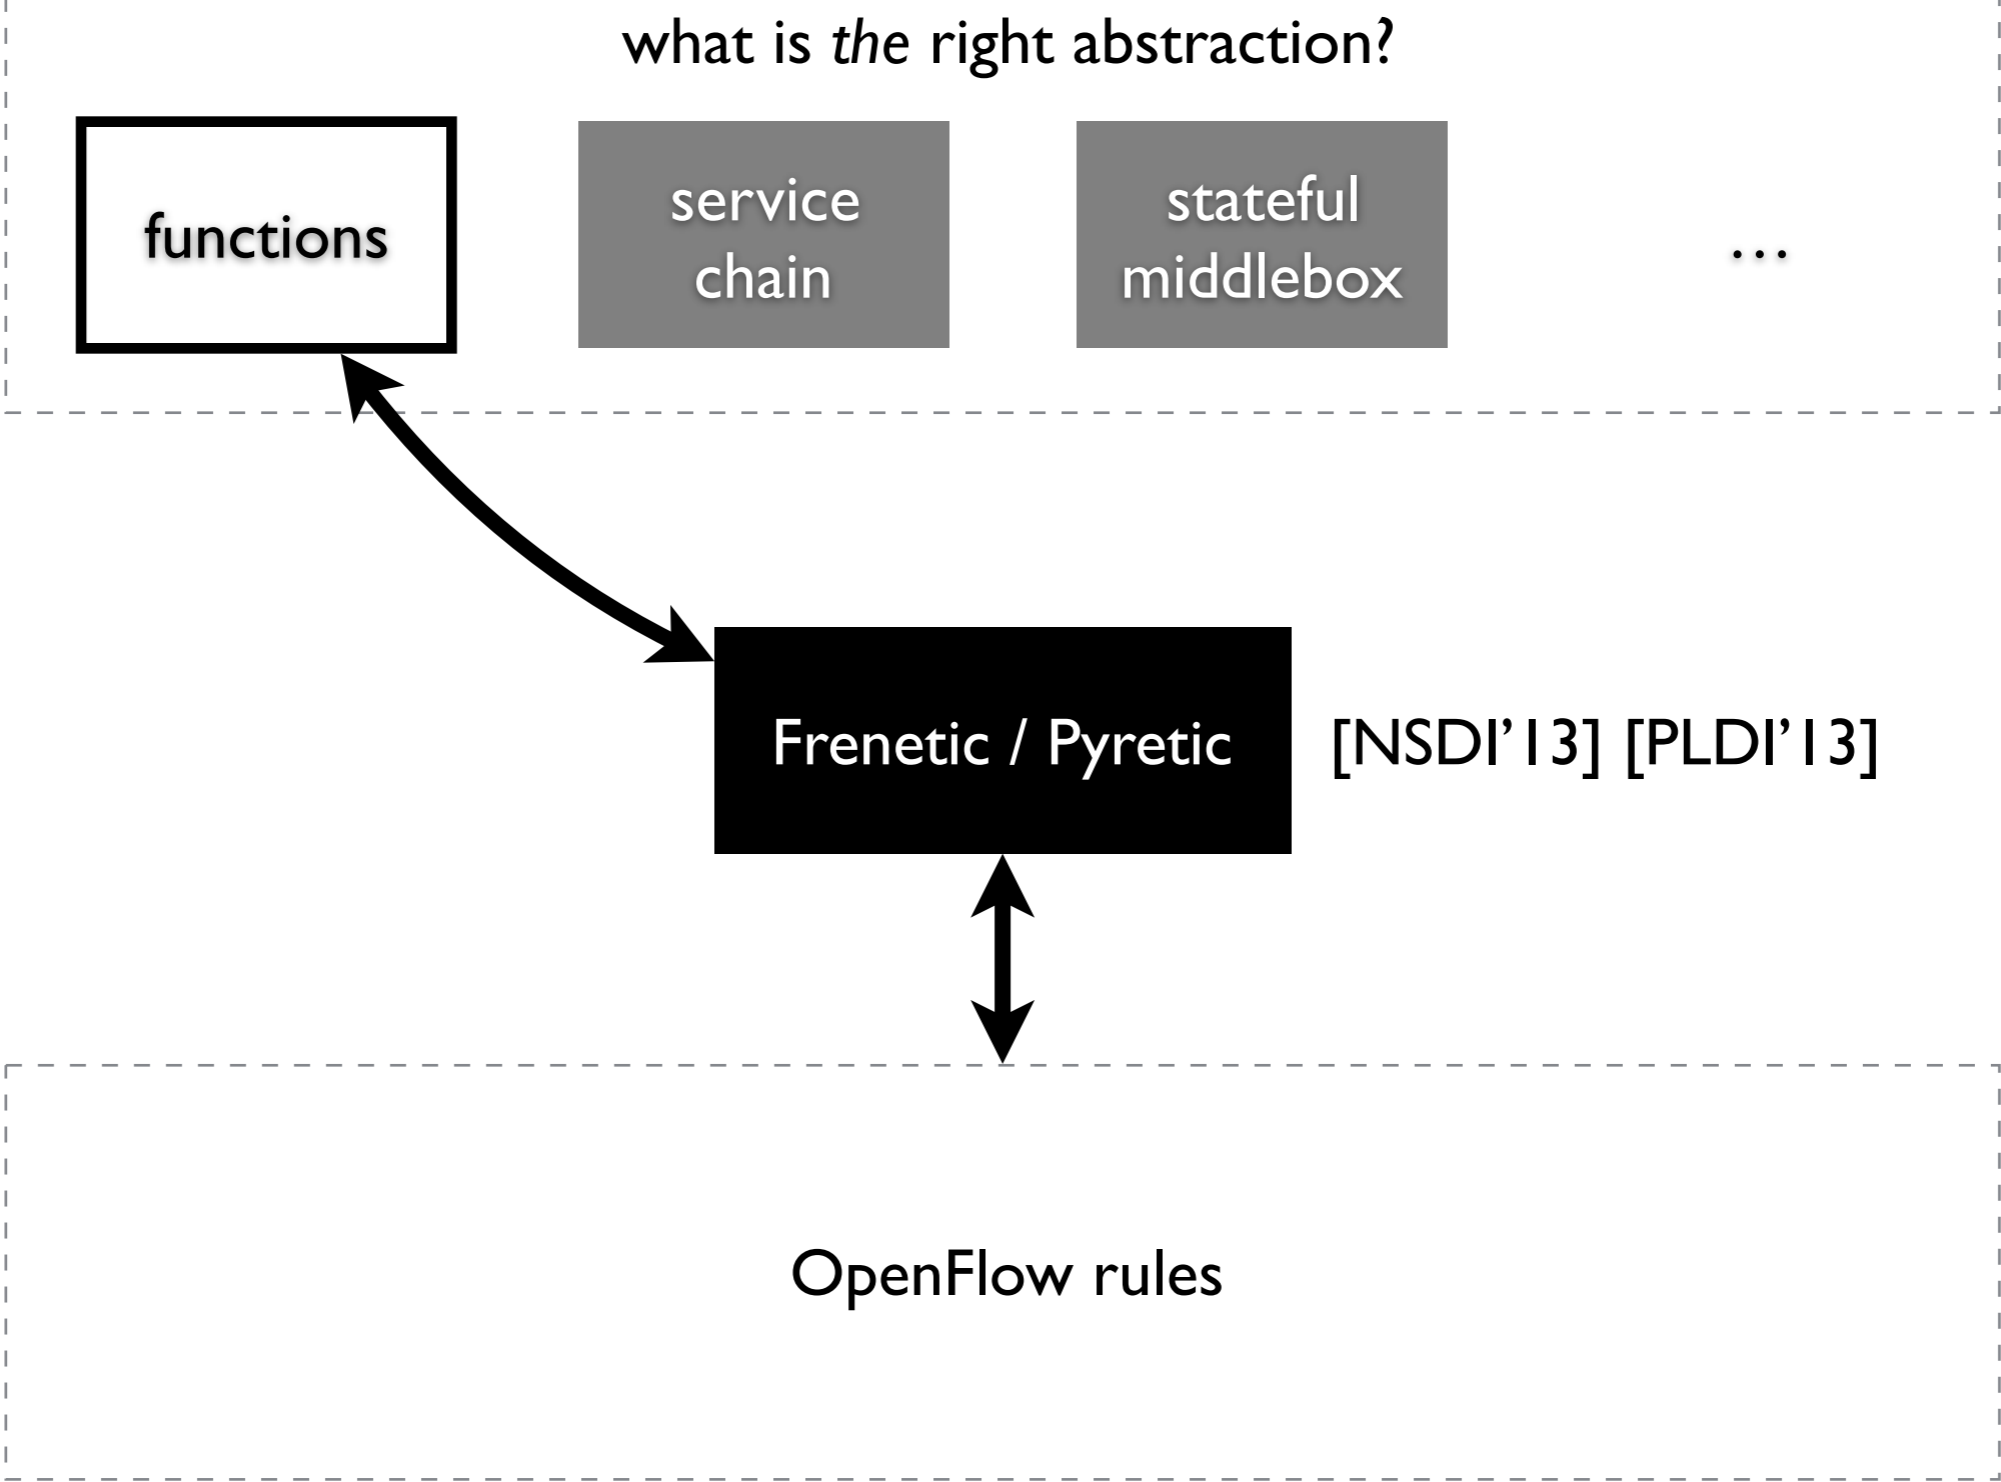 what is the right abstraction?
functions
service
chain
stateful
middlebox
...
Frenetic / Pyretic
[NSDI’13] [PLDI’13]
OpenFlow rules